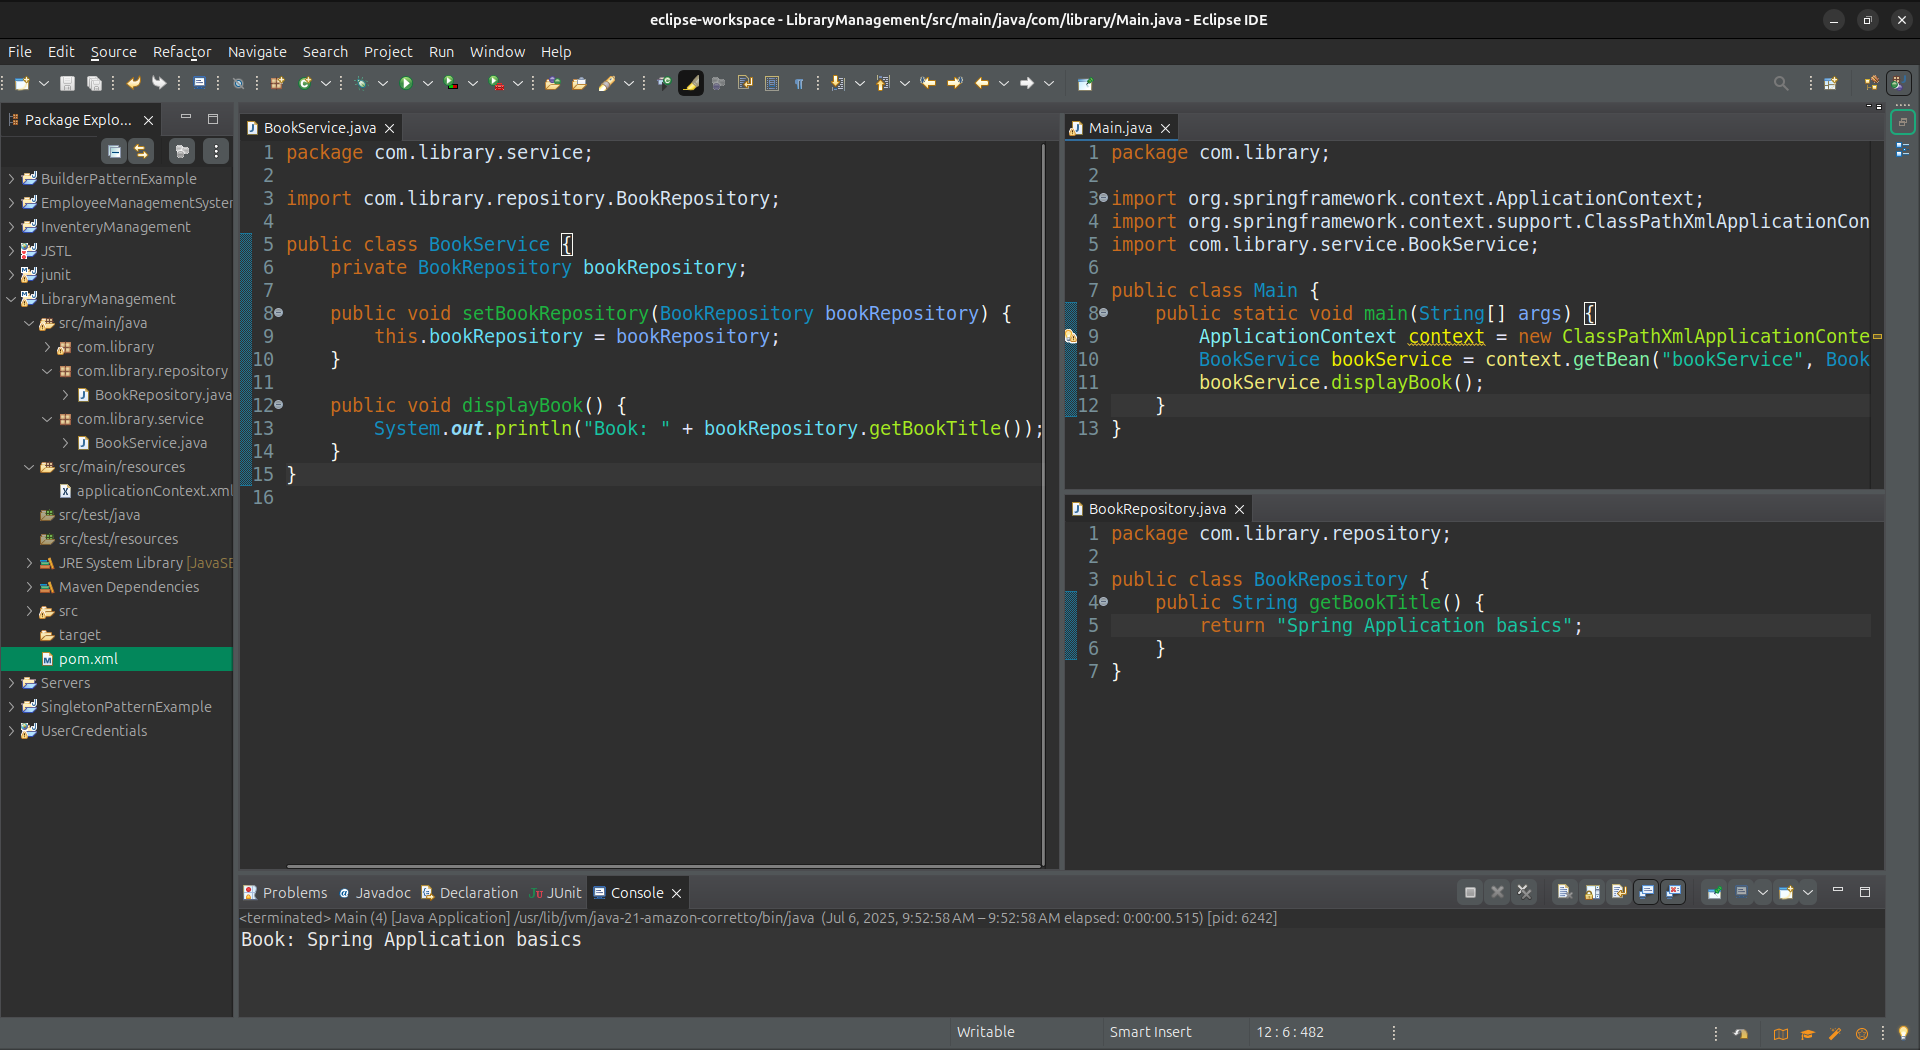 eclipse-workspace - LibraryManagement/src/main/java/com/library/Main.java - Eclipse IDE
File Edit Source Refactor Navigate Search Project Run Window Help
Package Explo...
BuilderPatternExample
EmployeeManagementSyster
InventeryManagement
JSTL
junit
LibraryManagement
src/main/java
com.library
com.library.repository
BookRepository.java
com.library.service
BookService.java
src/main/resources
applicationContext.xml
src/test/java
src/test/resources
JRE System Library [JavaSE
Maven Dependencies
src
target
pom.xml
Servers
SingletonPatternExample
UserCredentials
BookService.java
1 package com.library.service;
2
3 import com.library.repository.BookRepository;
4
5 public class BookService {
6     private BookRepository bookRepository;
7
8     public void setBookRepository(BookRepository bookRepository) {
9         this.bookRepository = bookRepository;
10     }
11
12     public void displayBook() {
13         System.out.println("Book: " + bookRepository.getBookTitle());
14     }
15 }
16
Main.java
1 package com.library;
2
3 import org.springframework.context.ApplicationContext;
4 import org.springframework.context.support.ClassPathXmlApplicationCon
5 import com.library.service.BookService;
6
7 public class Main {
8     public static void main(String[] args) {
9         ApplicationContext context = new ClassPathXmlApplicationConte
10         BookService bookService = context.getBean("bookService", Book
11         bookService.displayBook();
12     }
13 }
BookRepository.java
1 package com.library.repository;
2
3 public class BookRepository {
4     public String getBookTitle() {
5         return "Spring Application basics";
6     }
7 }
Problems Javadoc Declaration JUnit Console
<terminated> Main (4) [Java Application] /usr/lib/jvm/java-21-amazon-corretto/bin/java (Jul 6, 2025, 9:52:58 AM – 9:52:58 AM elapsed: 0:00:00.515) [pid: 6242]
Book: Spring Application basics
Writable Smart Insert 12 : 6 : 482